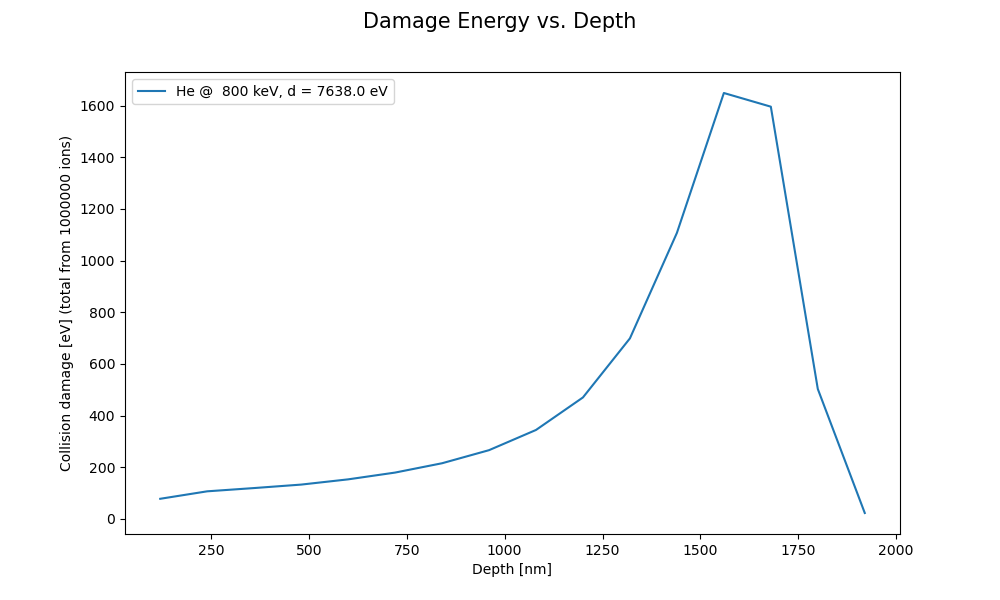 Damage Energy vs. Depth
He @  800 keV, d = 7638.0 eV
Collision damage [eV] (total from 1000000 ions)
1600
1400
1200
1000
800
600
400
200
0
250 500 750 1000 1250 1500 1750 2000
Depth [nm]